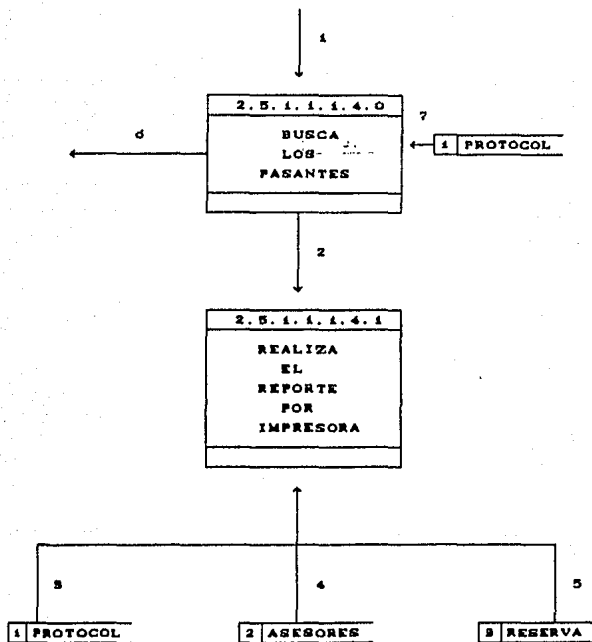 1
2.5.1.1.1.4.0
BUSCA
LOS
PASANTES
6
7
1 PROTOCOL
2
2.5.1.1.1.4.1
REALIZA
EL
REPORTE
POR
IMPRESORA
3
4
5
1 PROTOCOL
2 ASESORES
3 RESERVA